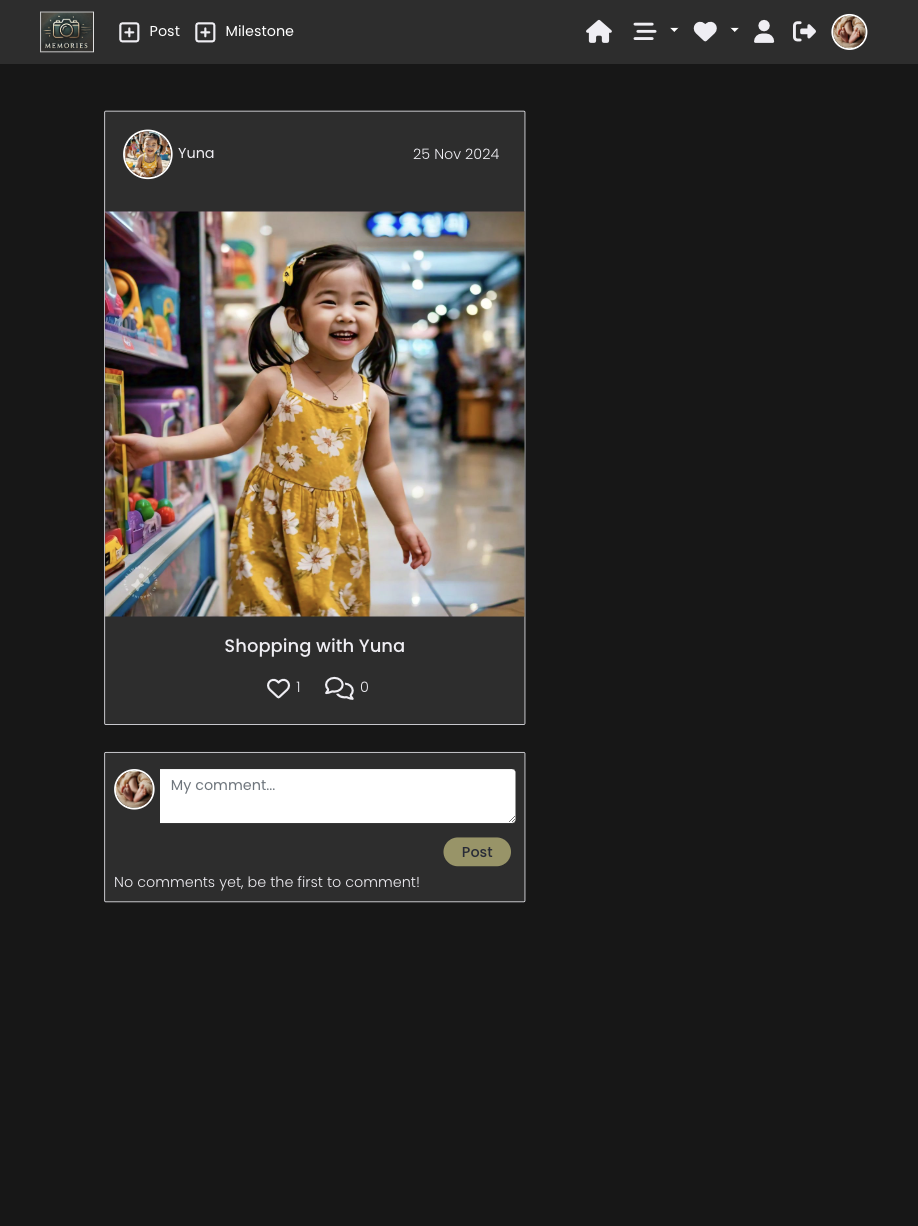 MEMORIES
Post
Milestone
Yuna
25 Nov 2024
Shopping with Yuna
1
0
My comment...
Post
No comments yet, be the first to comment!